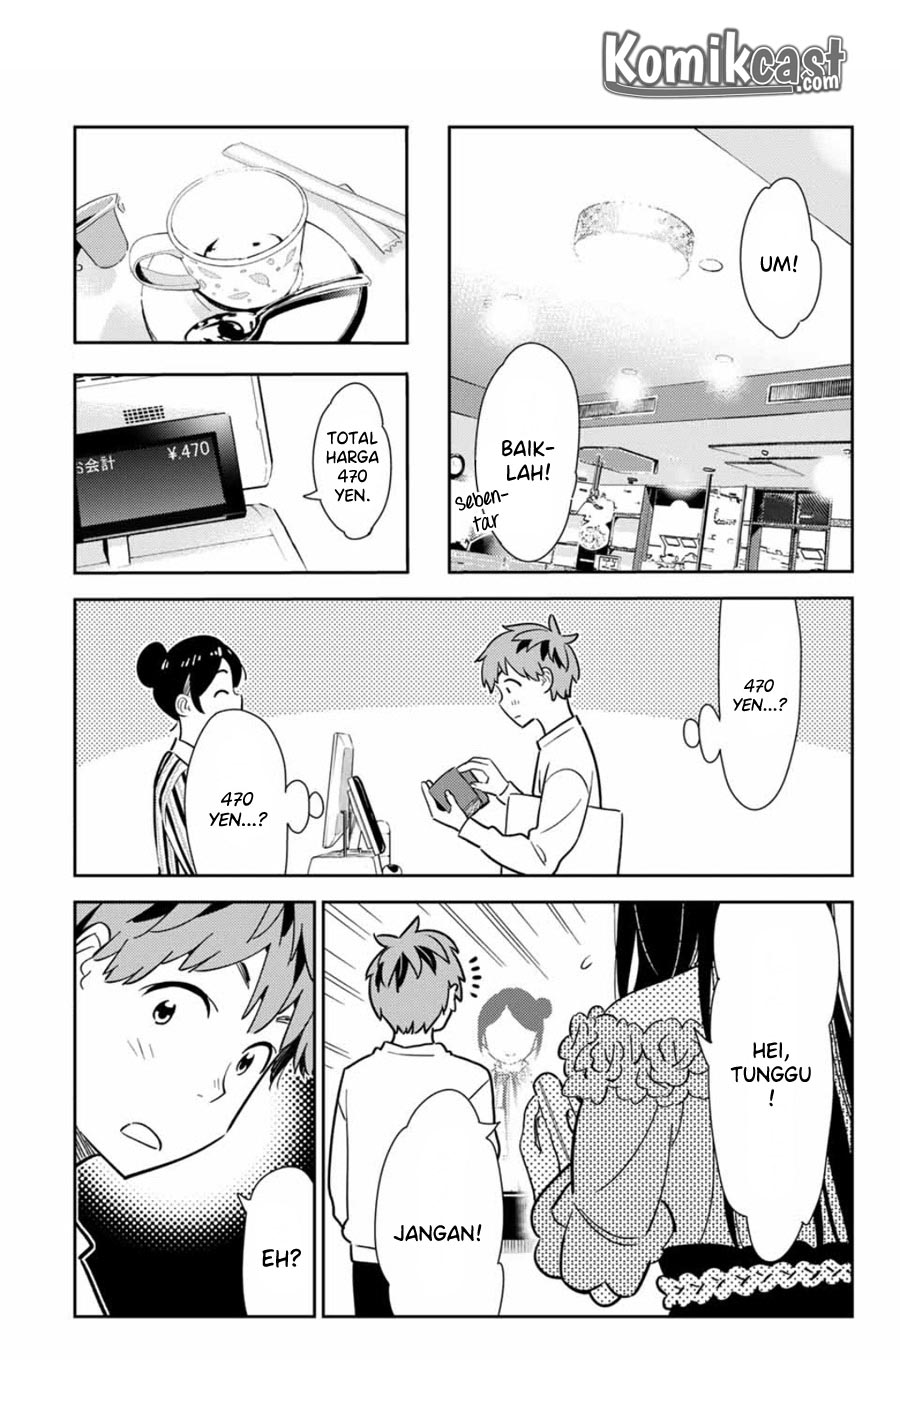 Komikcast
.com
UM!
BAIK-
LAH!
seben-
tar
TOTAL
HARGA
470
YEN.
会計
¥.470
470
YEN...?
470
YEN...?
HEI,
TUNGGU
!
JANGAN!
EH?